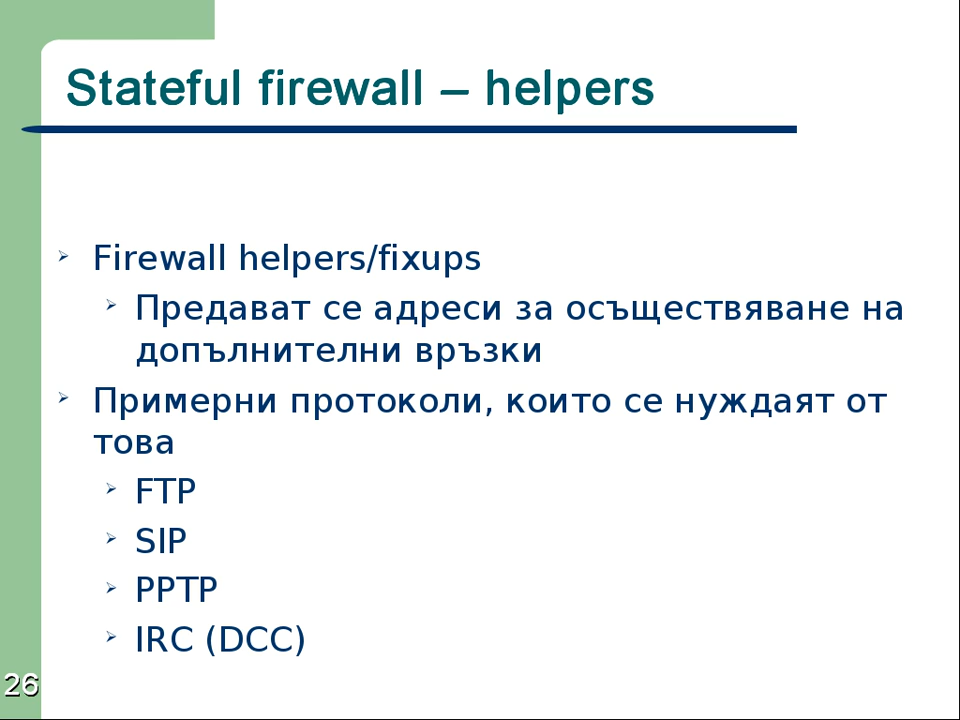 Stateful firewall – helpers
Firewall helpers/fixups
Предават се адреси за осъществяване на
допълнителни връзки
Примерни протоколи, които се нуждаят от
това
FTP
SIP
PPTP
IRC (DCC)
26